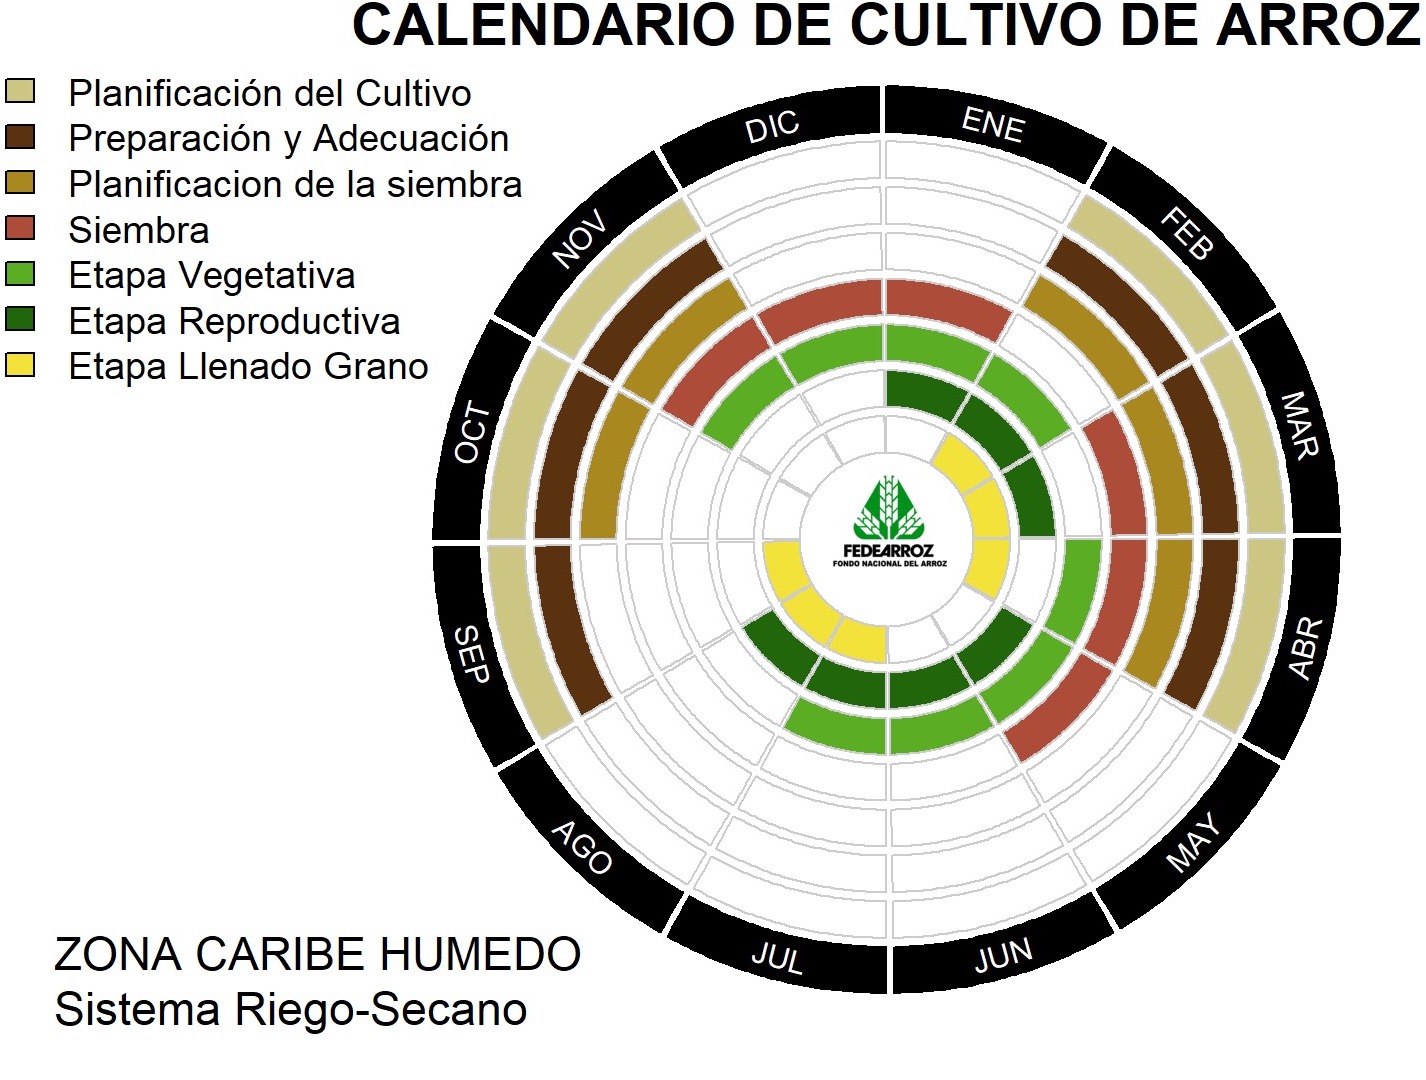 CALENDARIO DE CULTIVO DE ARROZ
Planificación del Cultivo
Preparación y Adecuación
Planificacion de la siembra
Siembra
Etapa Vegetativa
Etapa Reproductiva
Etapa Llenado Grano
ENE
FEB
MAR
ABR
MAY
JUN
JUL
AGO
SEP
OCT
NOV
DIC
FEDEARROZ
FONDO NACIONAL DEL ARROZ
ZONA CARIBE HUMEDO
Sistema Riego-Secano